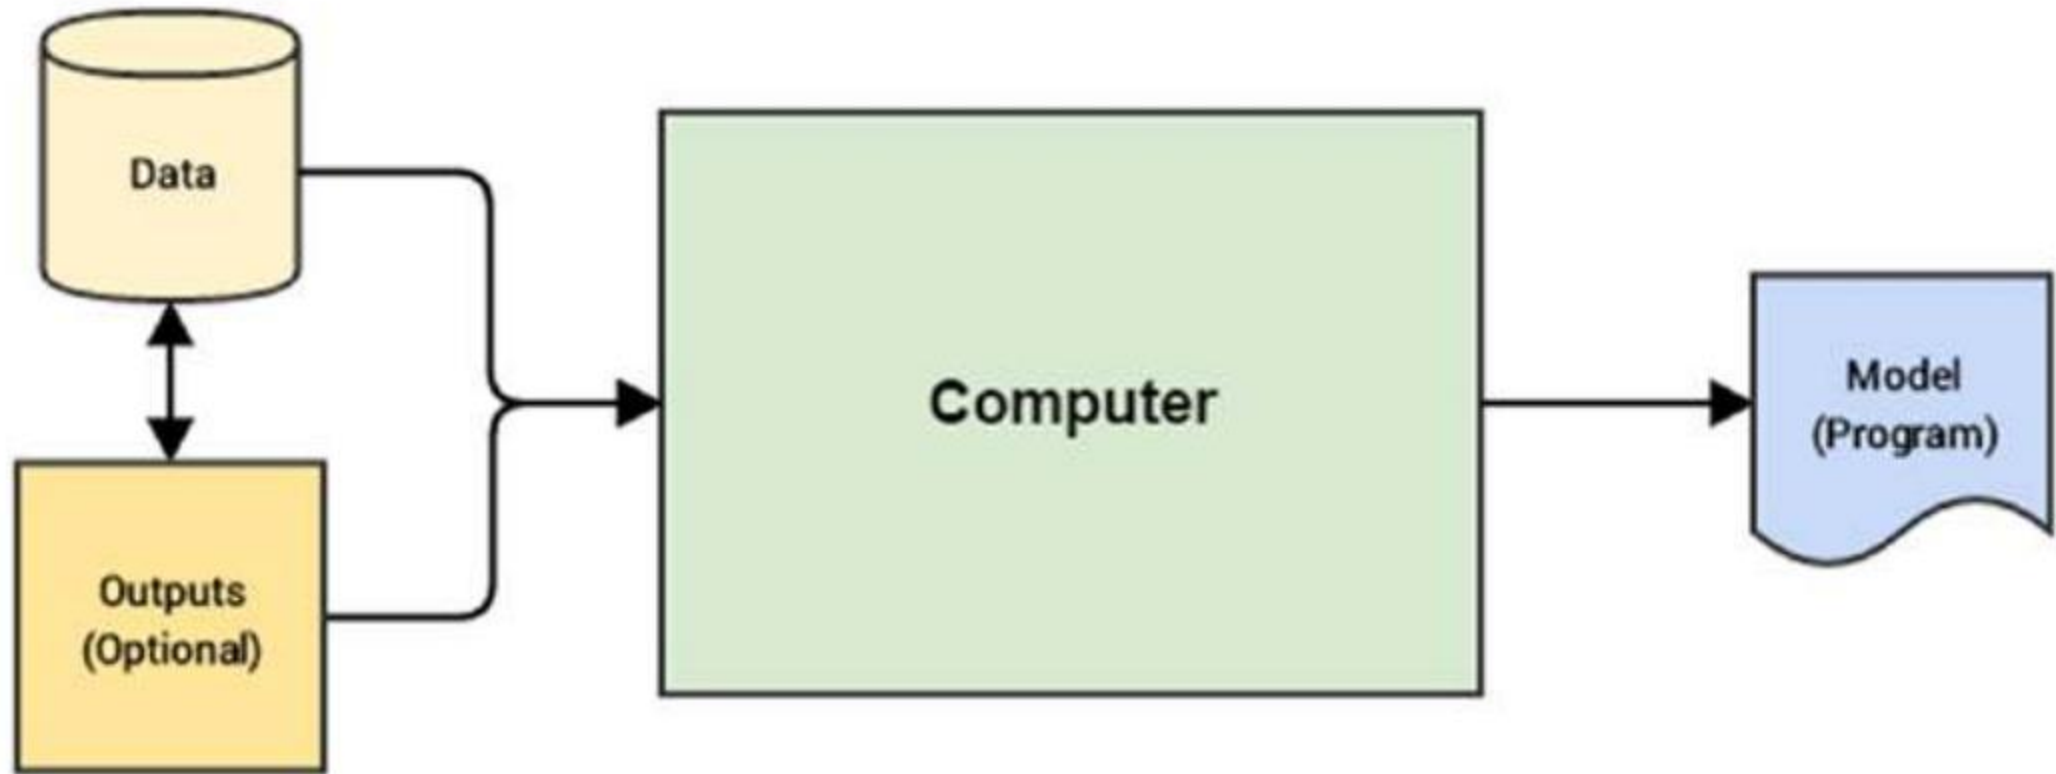 Data
Outputs
(Optional)
Computer
Model
(Program)